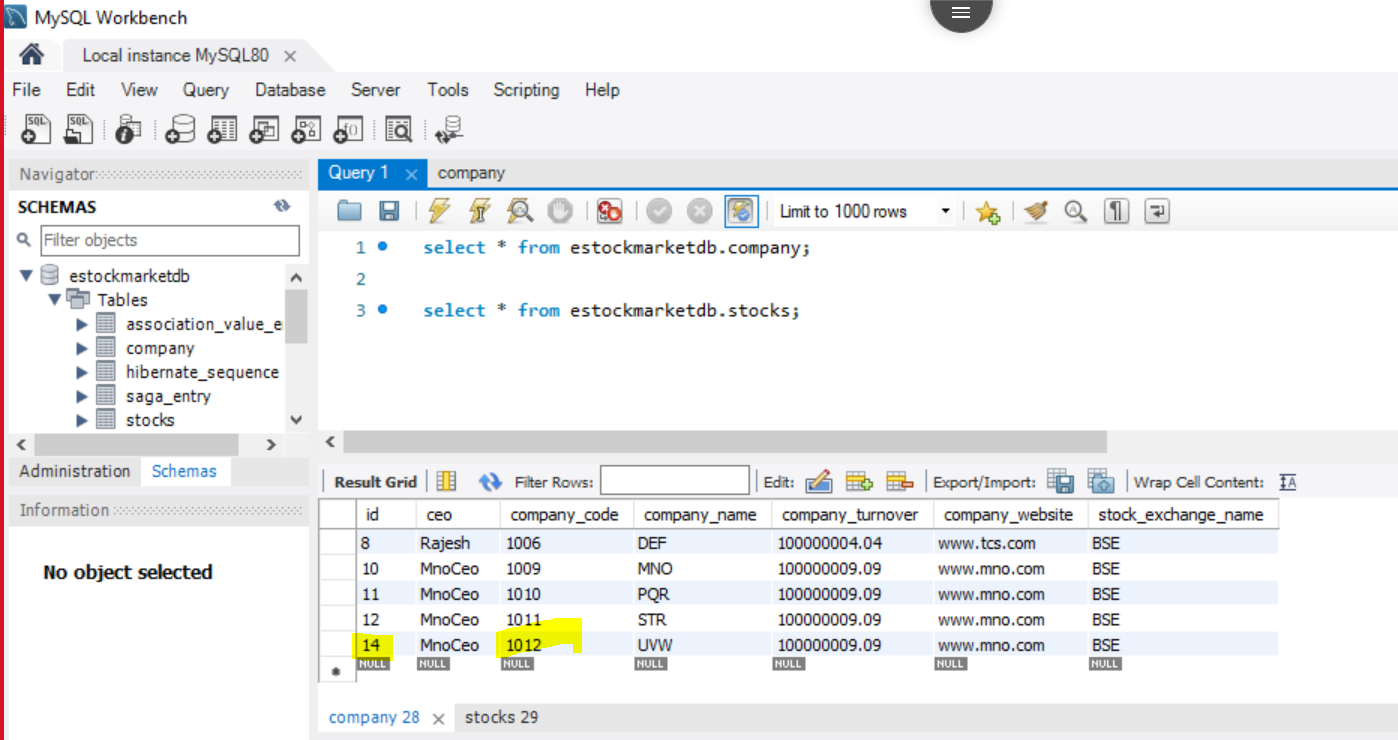 MySQL Workbench
Local instance MySQL80
File Edit View Query Database Server Tools Scripting Help
Navigator
SCHEMAS
Filter objects
estockmarketdb
Tables
association_value_e
company
hibernate_sequence
saga_entry
stocks
Administration Schemas
Information
No object selected
Query 1 company
Limit to 1000 rows
1 select * from estockmarketdb.company;
2
3 select * from estockmarketdb.stocks;
Result Grid Filter Rows: Edit: Export/Import: Wrap Cell Content:
id ceo company_code company_name company_turnover company_website stock_exchange_name
8 Rajesh 1006 DEF 100000004.04 www.tcs.com BSE
10 MnoCeo 1009 MNO 100000009.09 www.mno.com BSE
11 MnoCeo 1010 PQR 100000009.09 www.mno.com BSE
12 MnoCeo 1011 STR 100000009.09 www.mno.com BSE
14 MnoCeo 1012 UVW 100000009.09 www.mno.com BSE
NULL NULL NULL NULL NULL NULL NULL
company 28 stocks 29